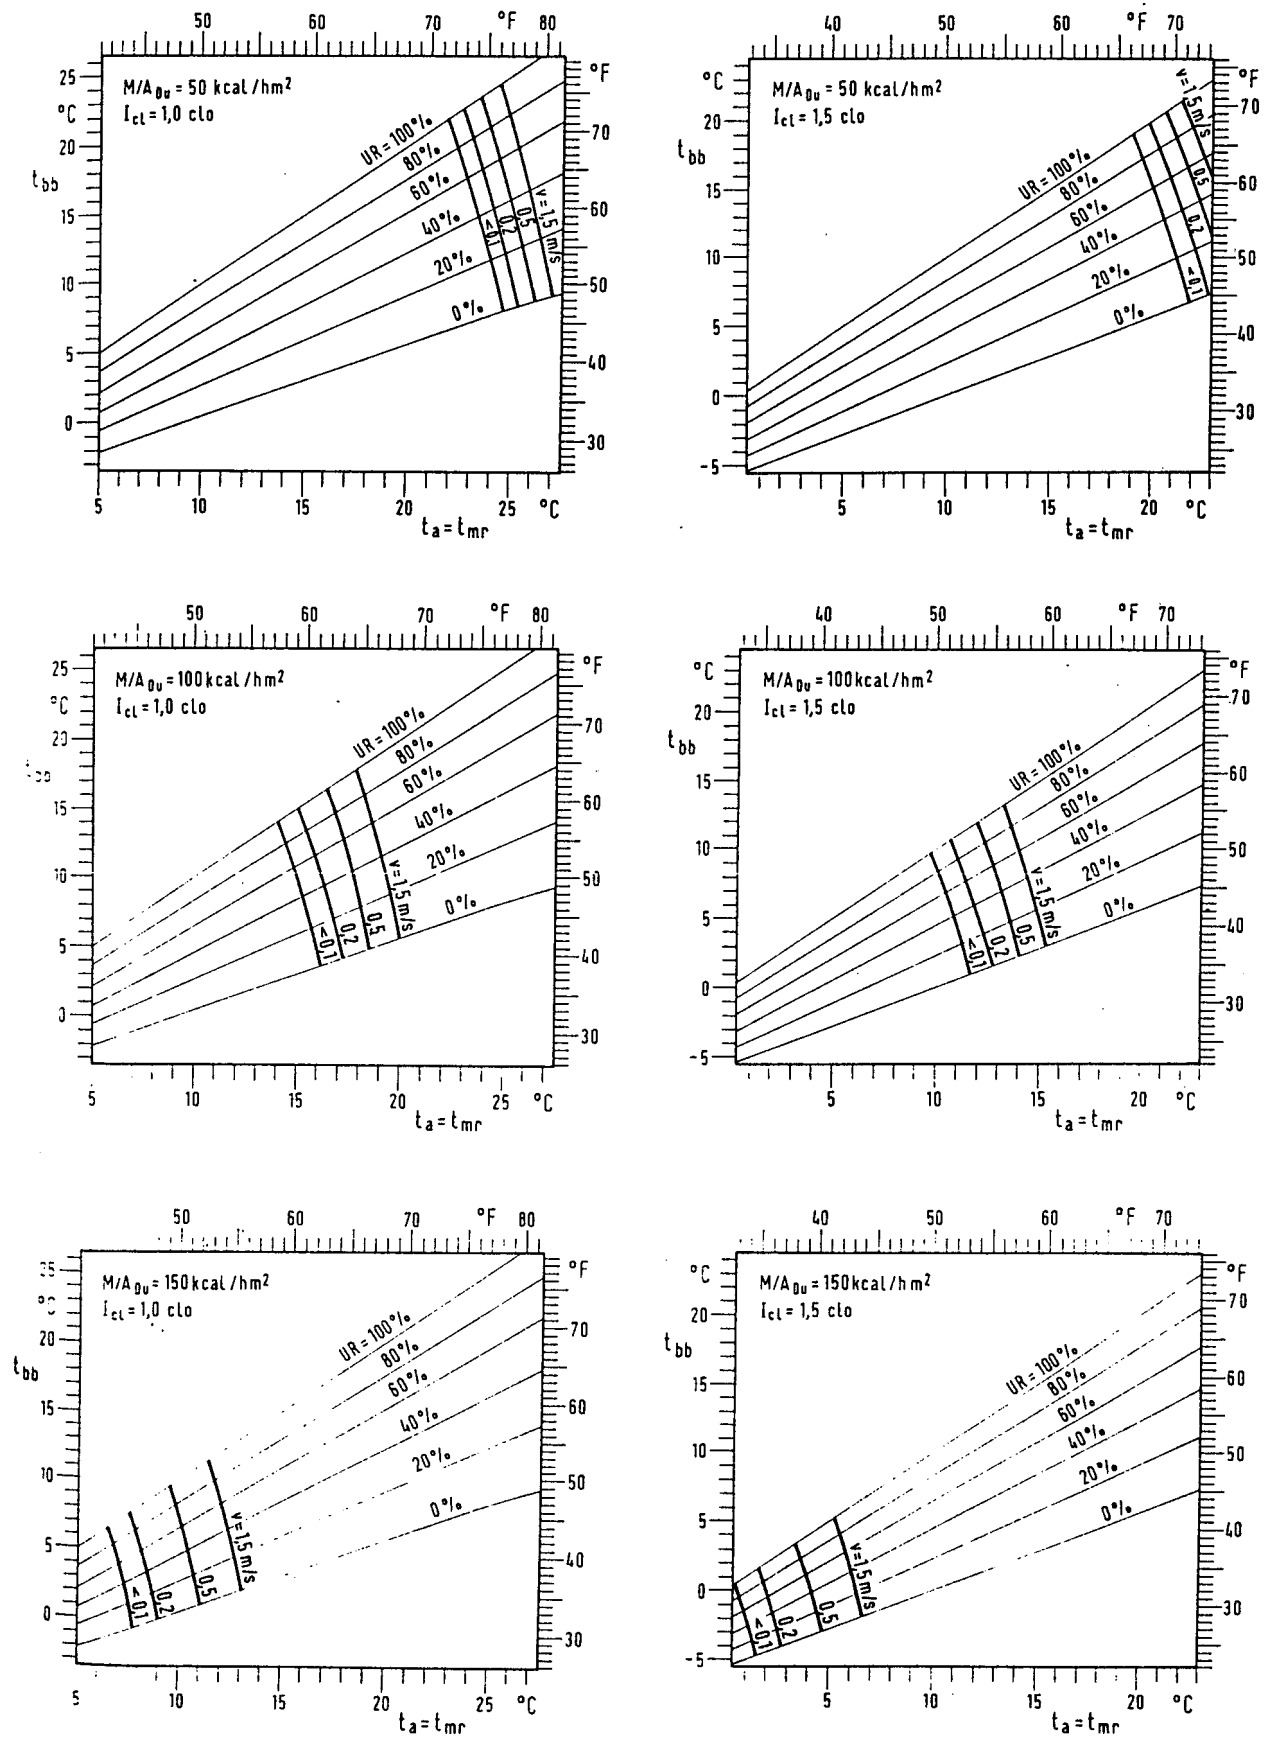 50 60 70 °F 80
25
°C
20
t_bb
15
10
5
0
M/A_Du = 50 kcal/hm²
I_cl = 1,0 clo
UR = 100%
80%
60%
40%
20%
0%
<0,1
0,2
0,5
v = 1,5 m/s
°F
70
60
50
40
30
5 10 15 20 25 °C
t_a = t_mr
40 50 60 °F 70
°C
20
t_bb
15
10
5
0
-5
M/A_Du = 50 kcal/hm²
I_cl = 1,5 clo
UR = 100%
80%
60%
40%
20%
0%
<0,1
0,2
0,5
v = 1,5 m/s
°F
70
60
50
40
30
5 10 15 20 °C
t_a = t_mr
50 60 70 °F 80
25
°C
20
15
10
5
M/A_Du = 100 kcal/hm²
I_cl = 1,0 clo
UR = 100%
80%
60%
40%
20%
0%
<0,1
0,2
0,5
v = 1,5 m/s
°F
70
60
50
40
30
5 10 15 20 25 °C
t_a = t_mr
40 50 60 °F 70
°C
20
t_bb
15
10
5
0
-5
M/A_Du = 100 kcal/hm²
I_cl = 1,5 clo
UR = 100%
80%
60%
40%
20%
0%
<0,1
0,2
0,5
v = 1,5 m/s
°F
70
60
50
40
30
5 10 15 20 °C
t_a = t_mr
50 60 70 °F 80
°C
20
t_bb
15
10
5
0
M/A_Du = 150 kcal/hm²
I_cl = 1,0 clo
UR = 100%
80%
60%
40%
20%
0%
<0,1
0,2
0,5
v = 1,5 m/s
°F
70
60
50
40
30
5 10 15 20 25 °C
t_a = t_mr
40 50 60 °F 70
°C
20
t_bb
15
10
5
0
-5
M/A_Du = 150 kcal/hm²
I_cl = 1,5 clo
UR = 100%
80%
60%
40%
20%
0%
<0,1
0,2
0,5
v = 1,5 m/s
°F
70
60
50
40
30
5 10 15 20 °C
t_a = t_mr